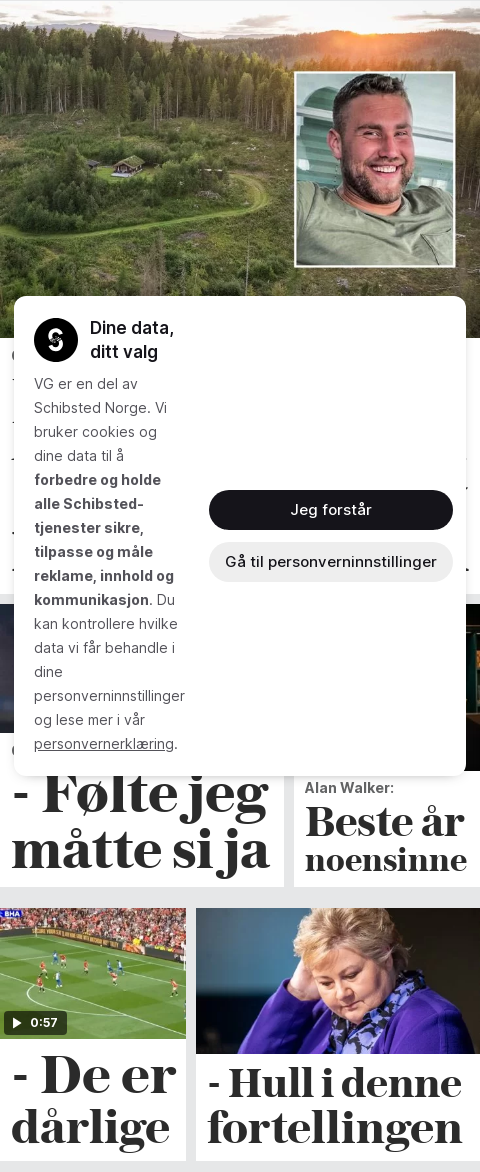 Dine data,
ditt valg
VG er en del av
Schibsted Norge. Vi
bruker cookies og
dine data til å
forbedre og holde
alle Schibsted-
tjenester sikre,
tilpasse og måle
reklame, innhold og
kommunikasjon. Du
kan kontrollere hvilke
data vi får behandle i
dine
personverninnstillinger
og lese mer i vår
personvernerklæring.
Jeg forstår
Gå til personverninnstillinger
- Følte jeg
måtte si ja
Alan Walker:
Beste år
noensinne
BHA
0:57
- De er
dårlige
- Hull i denne
fortellingen